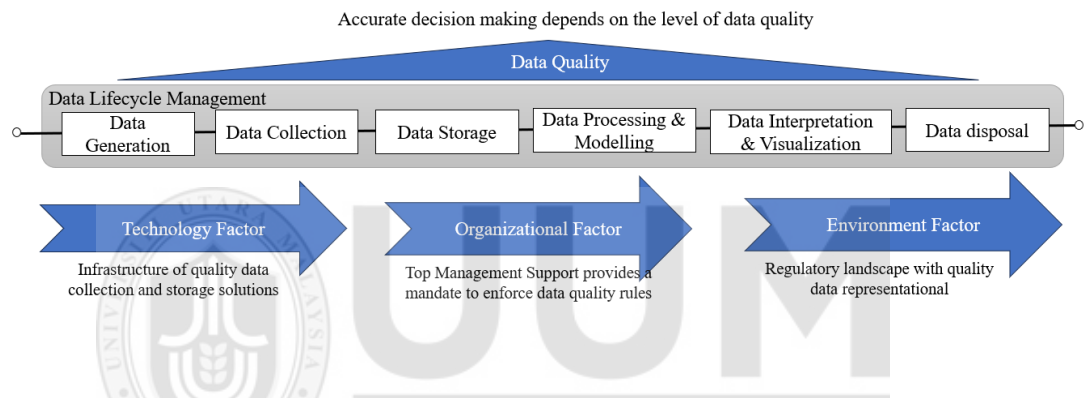 Accurate decision making depends on the level of data quality
Data Quality
Data Lifecycle Management
Data
Generation
Data Collection
Data Storage
Data Processing &
Modelling
Data Interpretation
& Visualization
Data disposal
Technology Factor
Organizational Factor
Environment Factor
Infrastructure of quality data
collection and storage solutions
Top Management Support provides a
mandate to enforce data quality rules
Regulatory landscape with quality
data representational
UNIVERSITI UTARA MALAYSIA
UUM